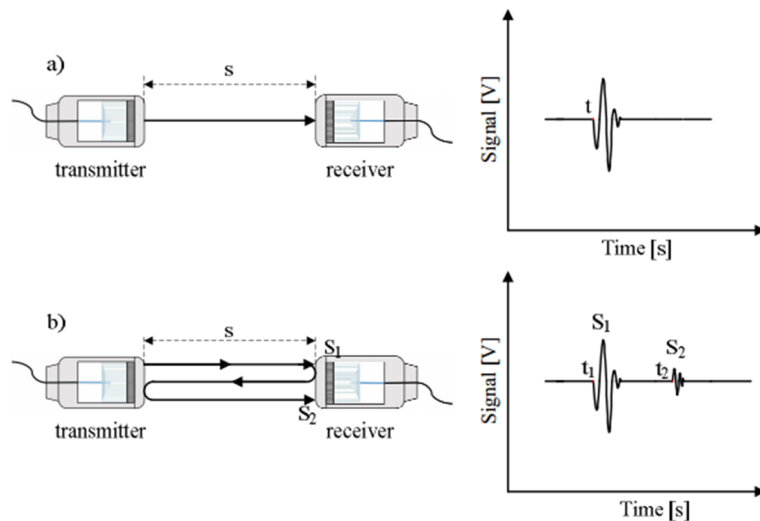 a)
s
transmitter
receiver
Signal [V]
t
Time [s]
b)
s
S1
S2
transmitter
receiver
Signal [V]
S1
S2
t1
t2
Time [s]